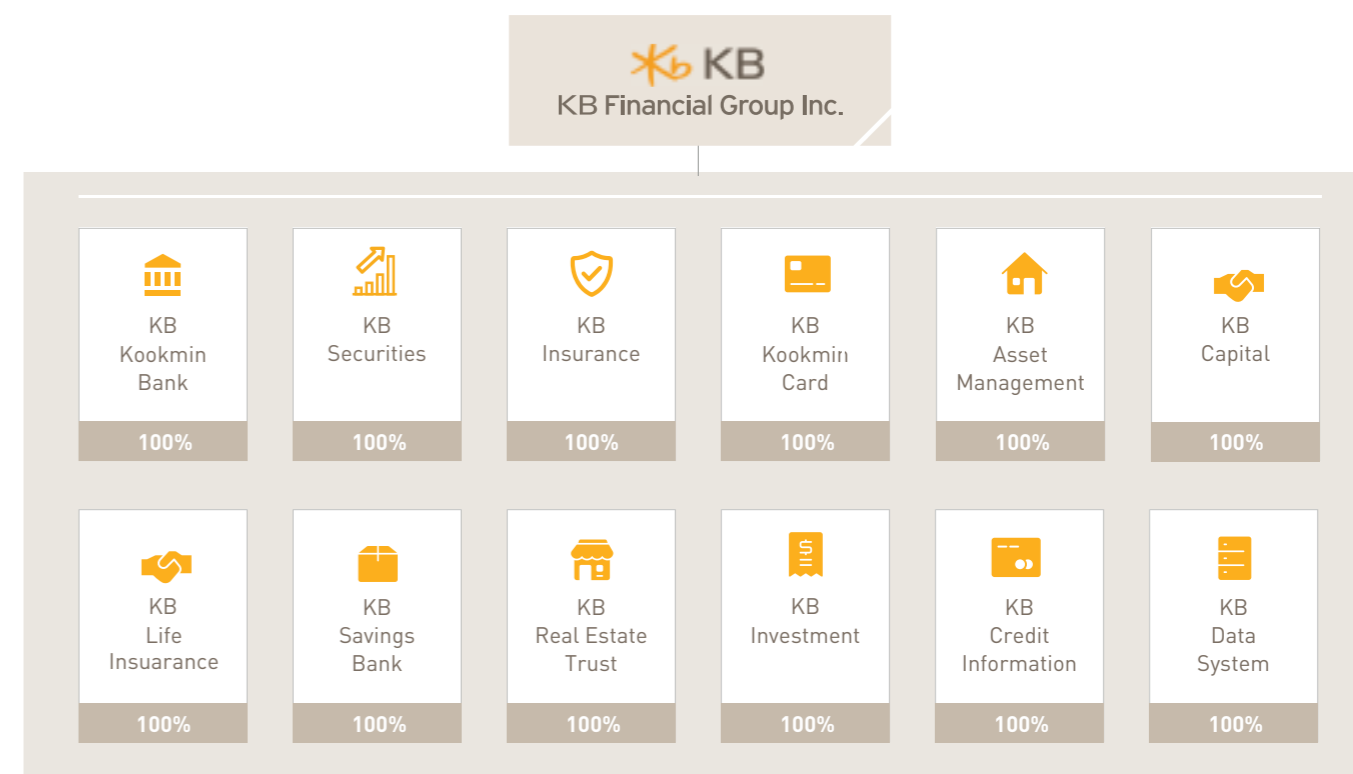 Kb KB
KB Financial Group Inc.
KB
Kookmin
Bank
100%
KB
Securities
100%
KB
Insurance
100%
KB
Kookmin
Card
100%
KB
Asset
Management
100%
KB
Capital
100%
KB
Life
Insuarance
100%
KB
Savings
Bank
100%
KB
Real Estate
Trust
100%
$
KB
Investment
100%
KB
Credit
Information
100%
KB
Data
System
100%